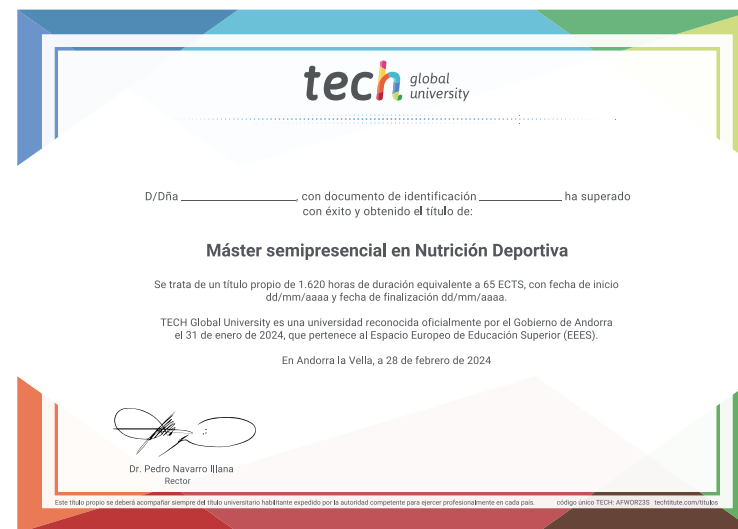 tech global university
D/Dña ______________, con documento de identificación ______________ ha superado
con éxito y obtenido el título de:
Máster semipresencial en Nutrición Deportiva
Se trata de un título propio de 1.620 horas de duración equivalente a 65 ECTS, con fecha de inicio
dd/mm/aaaa y fecha de finalización dd/mm/aaaa.
TECH Global University es una universidad reconocida oficialmente por el Gobierno de Andorra
el 31 de enero de 2024, que pertenece al Espacio Europeo de Educación Superior (EEES).
En Andorra la Vella, a 28 de febrero de 2024
Dr. Pedro Navarro Illana
Rector
Este título propio se deberá acompañar siempre del título universitario habilitante expedido por la autoridad competente para ejercer profesionalmente en cada país. código único TECH: AFWOR23S techtitute.com/titulos